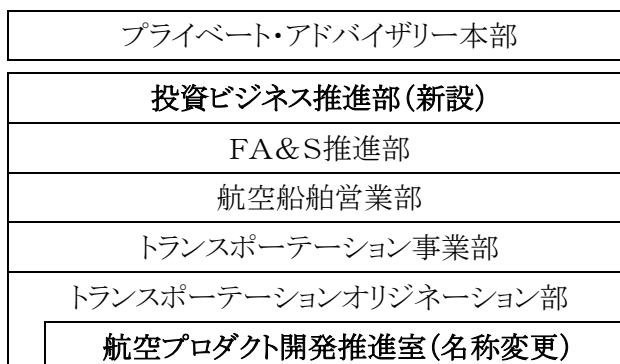 プライベート・アドバイザリー本部
投資ビジネス推進部(新設)
FA&S推進部
航空船舶営業部
トランスポーテーション事業部
トランスポーテーションオリジネーション部
航空プロダクト開発推進室(名称変更)